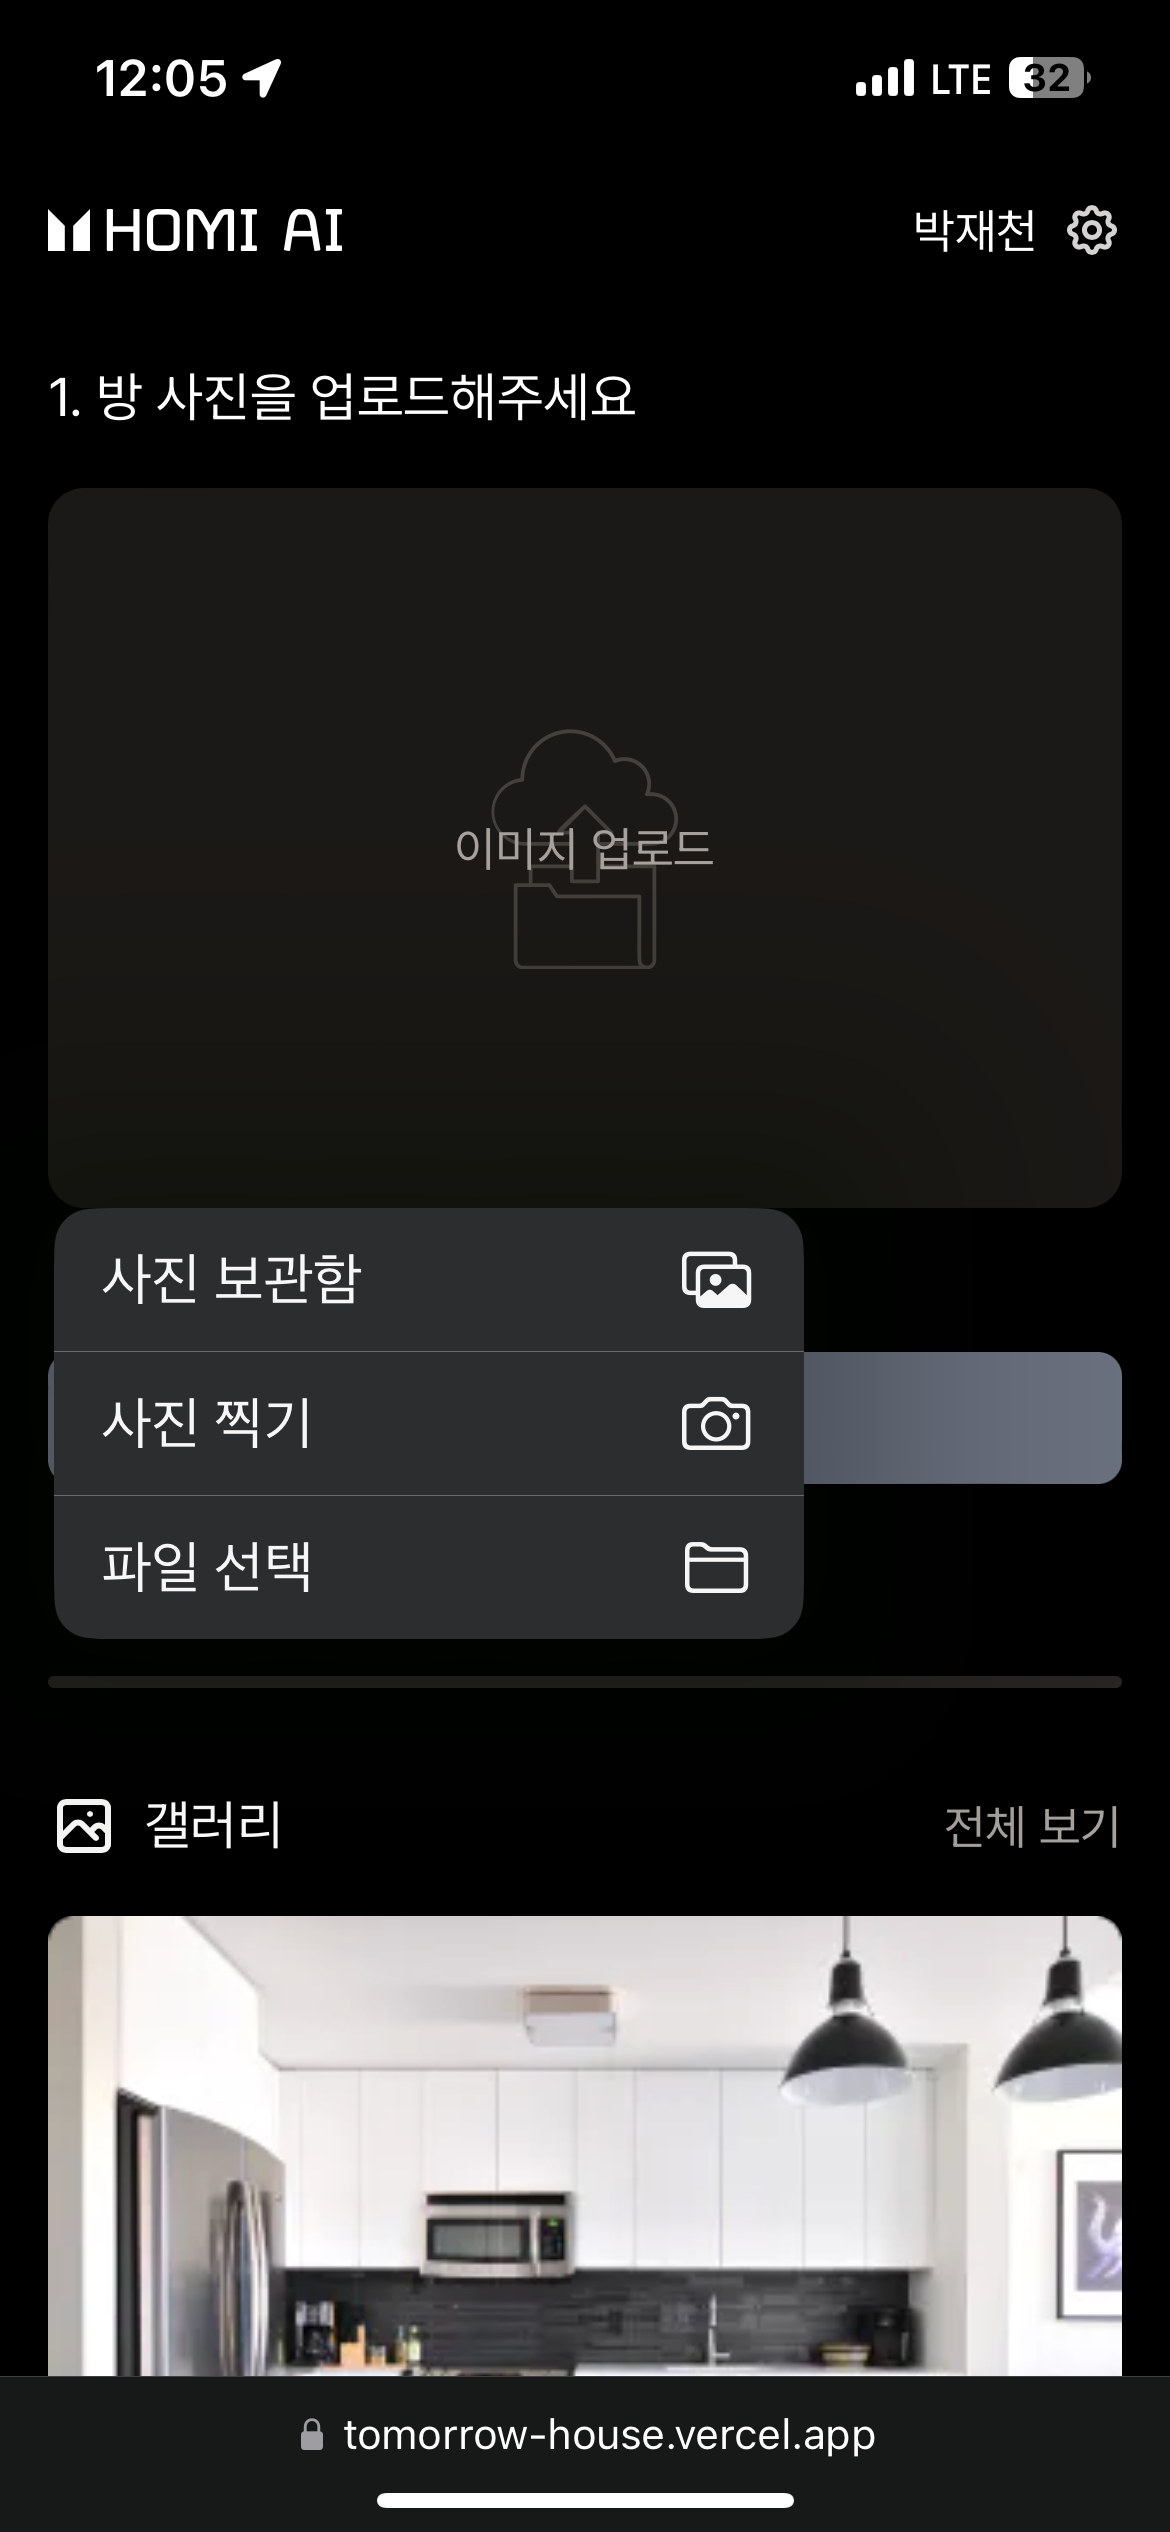 12:05 LTE 32
HOMI AI 박재천
1. 방 사진을 업로드해주세요
이미지 업로드
사진 보관함
사진 찍기
파일 선택
갤러리 전체 보기
tomorrow-house.vercel.app